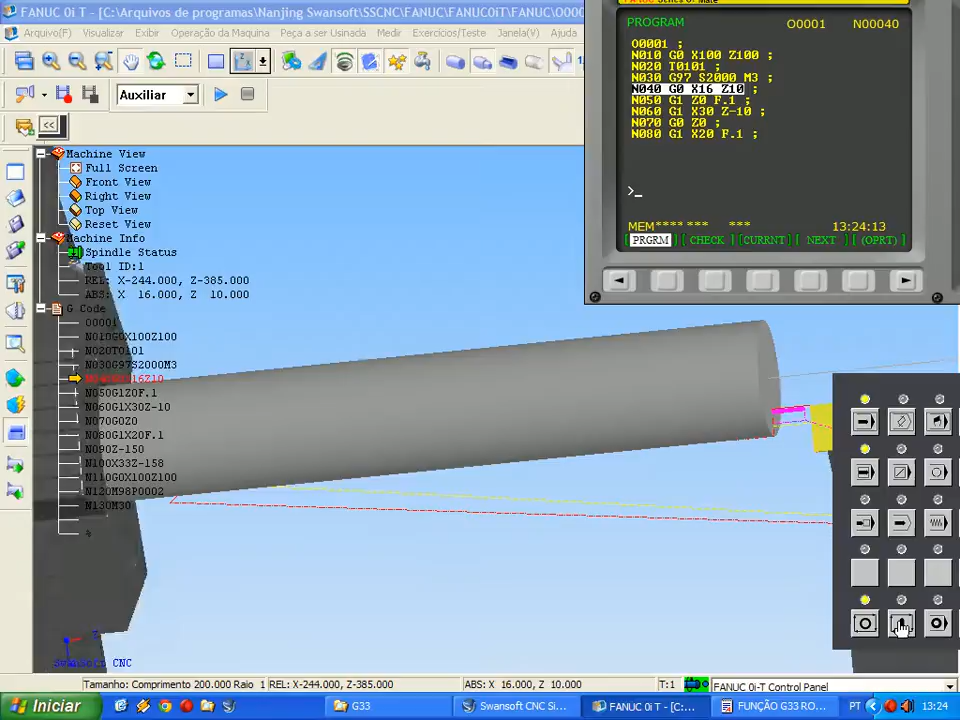 FANUC 0i T - [C:\Arquivos de programas\Nanjing Swansoft\SSCNC/FANUC/FANUC0iT/FANUC\O000
Arquivo(F) Visualizar Exibir Operação da Maquina Peça a ser Usinada Medir Exercícios/Teste Janela(V) Ajuda
Auxiliar
<<
Machine View
Full Screen
Front View
Right View
Top View
Reset View
Machine Info
Spindle Status
Tool ID:1
REL: X-244.000, Z-385.000
ABS: X 16.000, Z 10.000
G Code
O0001
N010G0X100Z100
N020T0101
N030G97S2000M3
N040G0X16Z10
N050G1Z0F.1
N060G1X30Z-10
N070G0Z0
N080G1X20F.1
N090Z-150
N100X33Z-158
N110G0X100Z100
N120M98P0002
N130M30
%
PROGRAM O0001 N00040
O0001 ;
N010 G0 X100 Z100 ;
N020 T0101 ;
N030 G97 S2000 M3 ;
N040 G0 X16 Z10 ;
N050 G1 Z0 F.1 ;
N060 G1 X30 Z-10 ;
N070 G0 Z0 ;
N080 G1 X20 F.1 ;
>_
MEM**** *** *** 13:24:13
[ PRGRM ] [ CHECK ] [CURRNT ] [ NEXT ] [ (OPRT) ]
Z
Swansoft CNC
Tamanho: Comprimento 200.000 Raio 1 REL: X-244.000, Z-385.000 ABS: X 16.000, Z 10.000 T:1 FANUC 0i-T Control Panel
Iniciar G33 Swansoft CNC Si... FANUC 0i T - [C:... FUNÇÃO G33 RO... PT 13:24